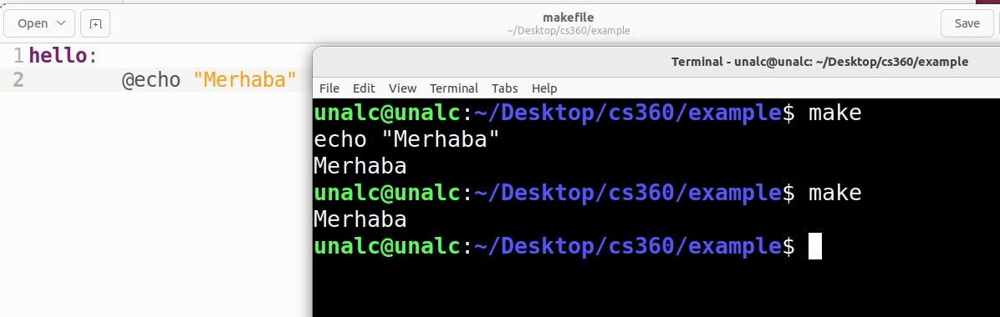 Open
makefile
~/Desktop/cs360/example
Save
1 hello:
2 @echo "Merhaba"
Terminal - unalc@unalc: ~/Desktop/cs360/example
File Edit View Terminal Tabs Help
unalc@unalc:~/Desktop/cs360/example$ make
echo "Merhaba"
Merhaba
unalc@unalc:~/Desktop/cs360/example$ make
Merhaba
unalc@unalc:~/Desktop/cs360/example$